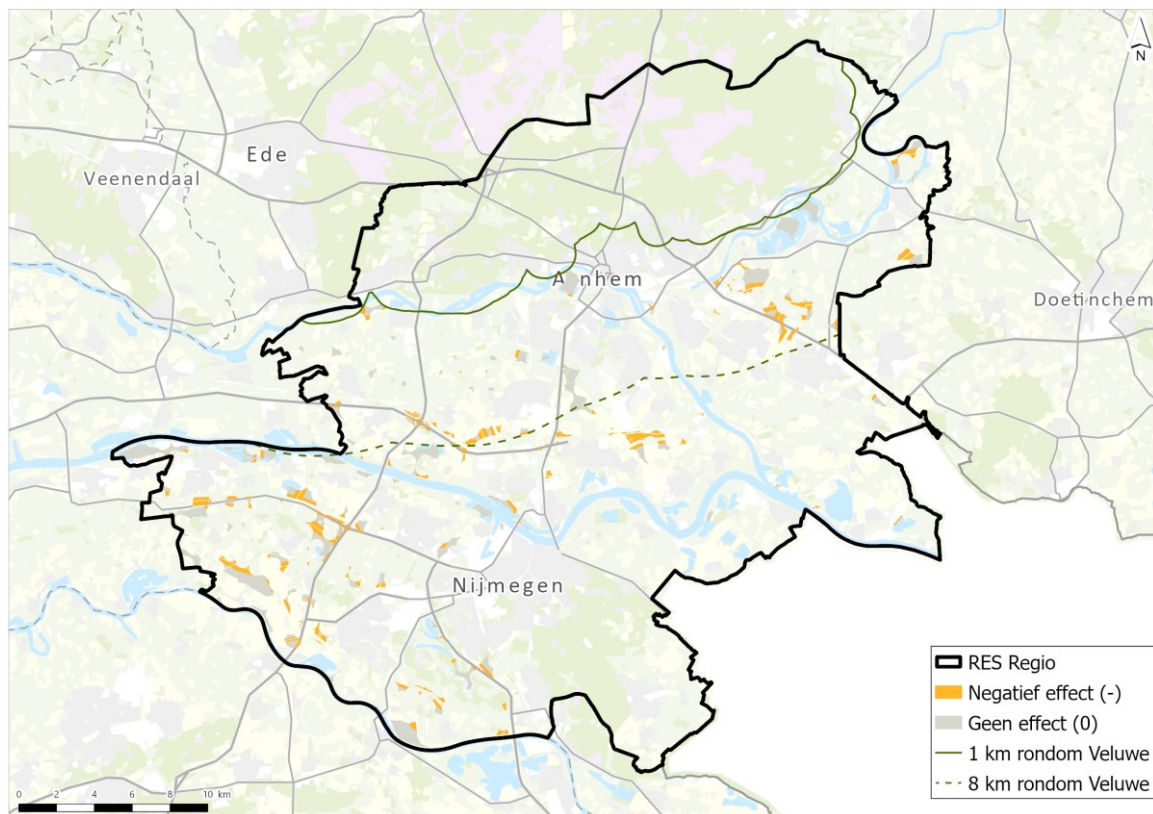 N
Ede
Veenendaal
A nhem
Doetinchem
Nijmegen
RES Regio
Negatief effect (-)
Geen effect (0)
1 km rondom Veluwe
8 km rondom Veluwe
0 2 4 6 8 10 km